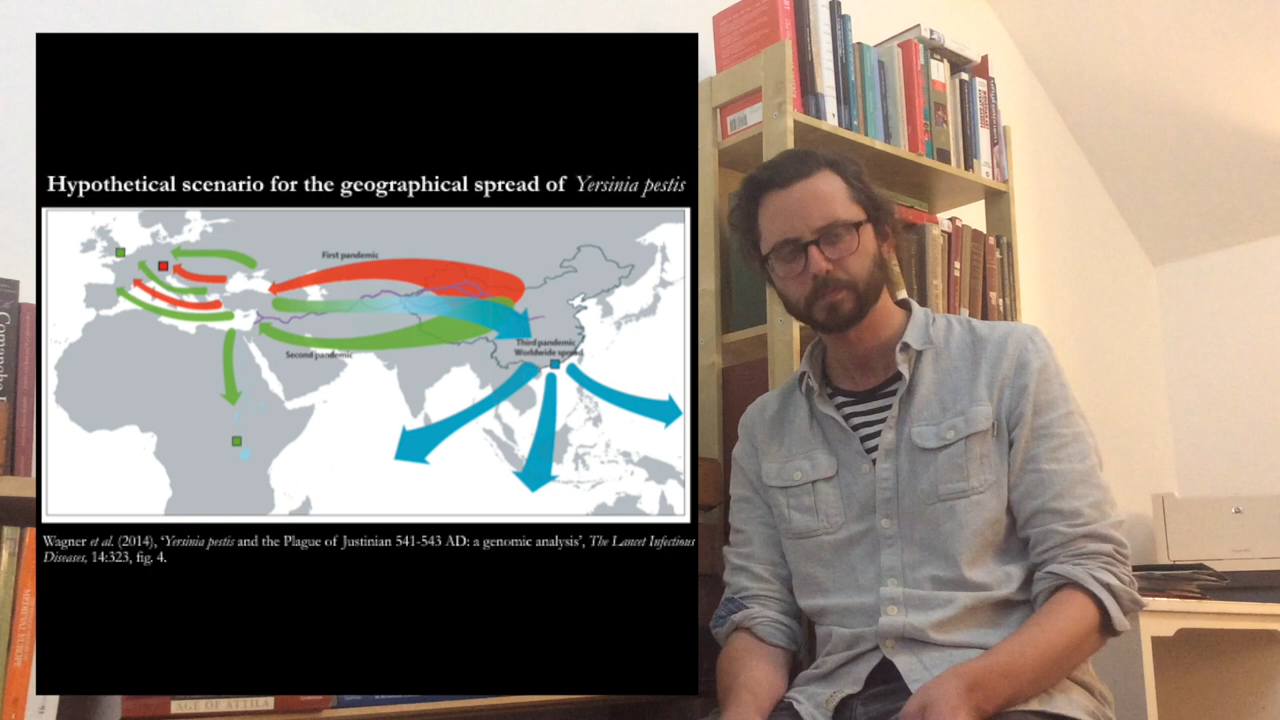 Hypothetical scenario for the geographical spread of Yersinia pestis
First pandemic
Third pandemic
Worldwide spread
Second pandemic
Wagner et al. (2014), ‘Yersinia pestis and the Plague of Justinian 541-543 AD: a genomic analysis’, The Lancet Infectious
Diseases, 14:323, fig. 4.
MEDIEVAL EUROPE
AGE OF ATTILA